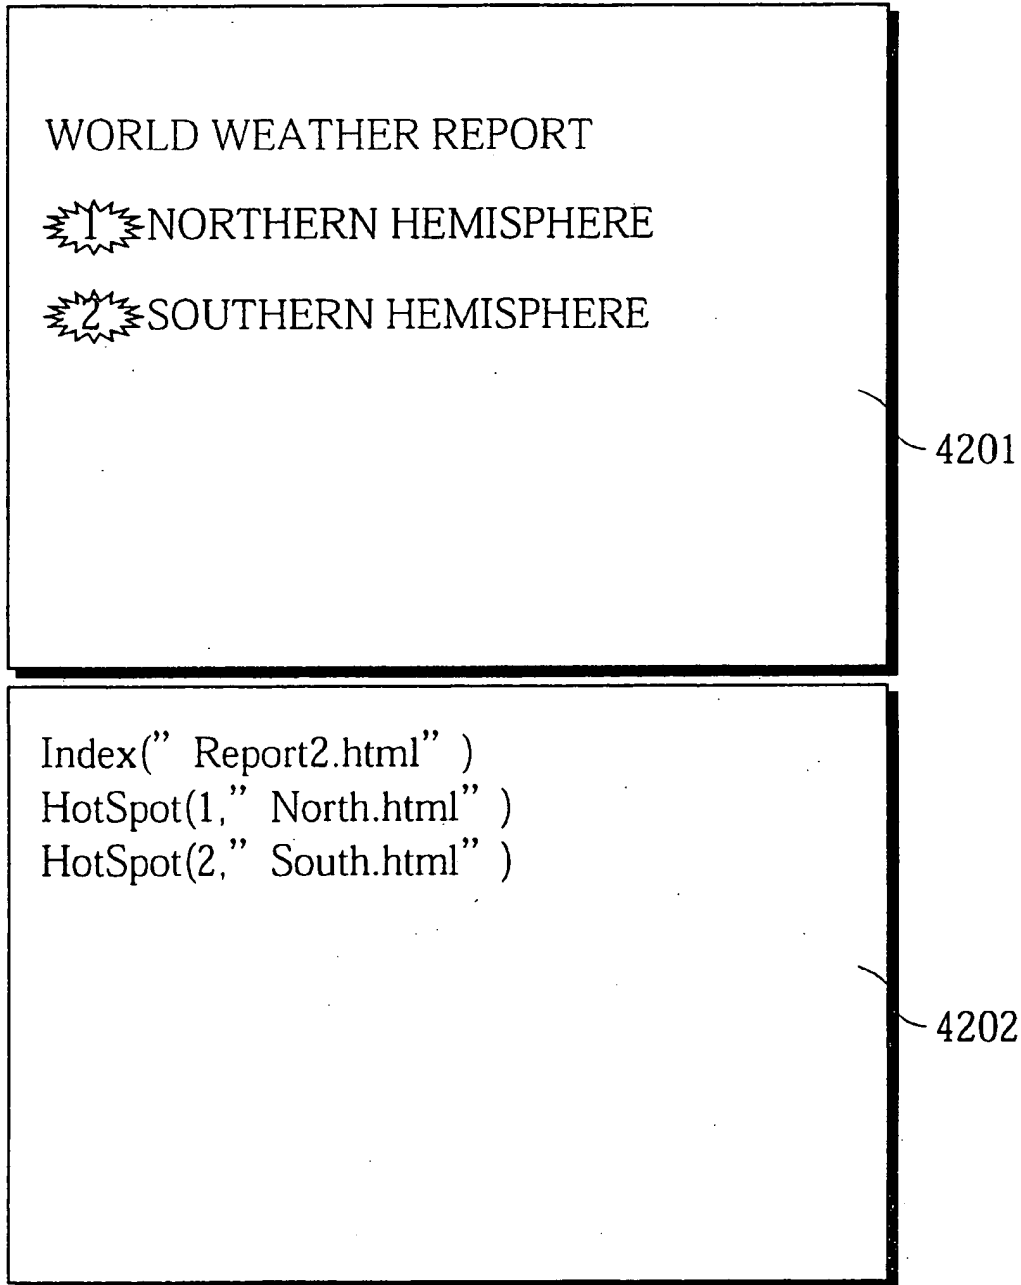 WORLD WEATHER REPORT
1 NORTHERN HEMISPHERE
2 SOUTHERN HEMISPHERE
4201
Index(” Report2.html” )
HotSpot(1,” North.html” )
HotSpot(2,” South.html” )
4202